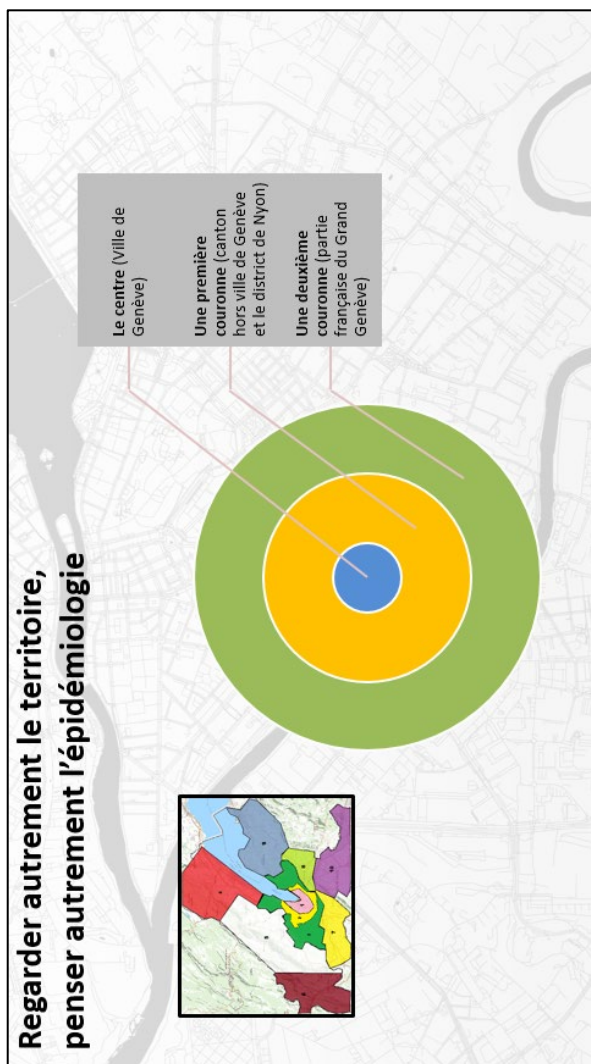 Regarder autrement le territoire,
penser autrement l’épidémiologie
Le centre (Ville de
Genève)
Une première
couronne (canton
hors ville de Genève
et le district de Nyon)
Une deuxième
couronne (partie
française du Grand
Genève)